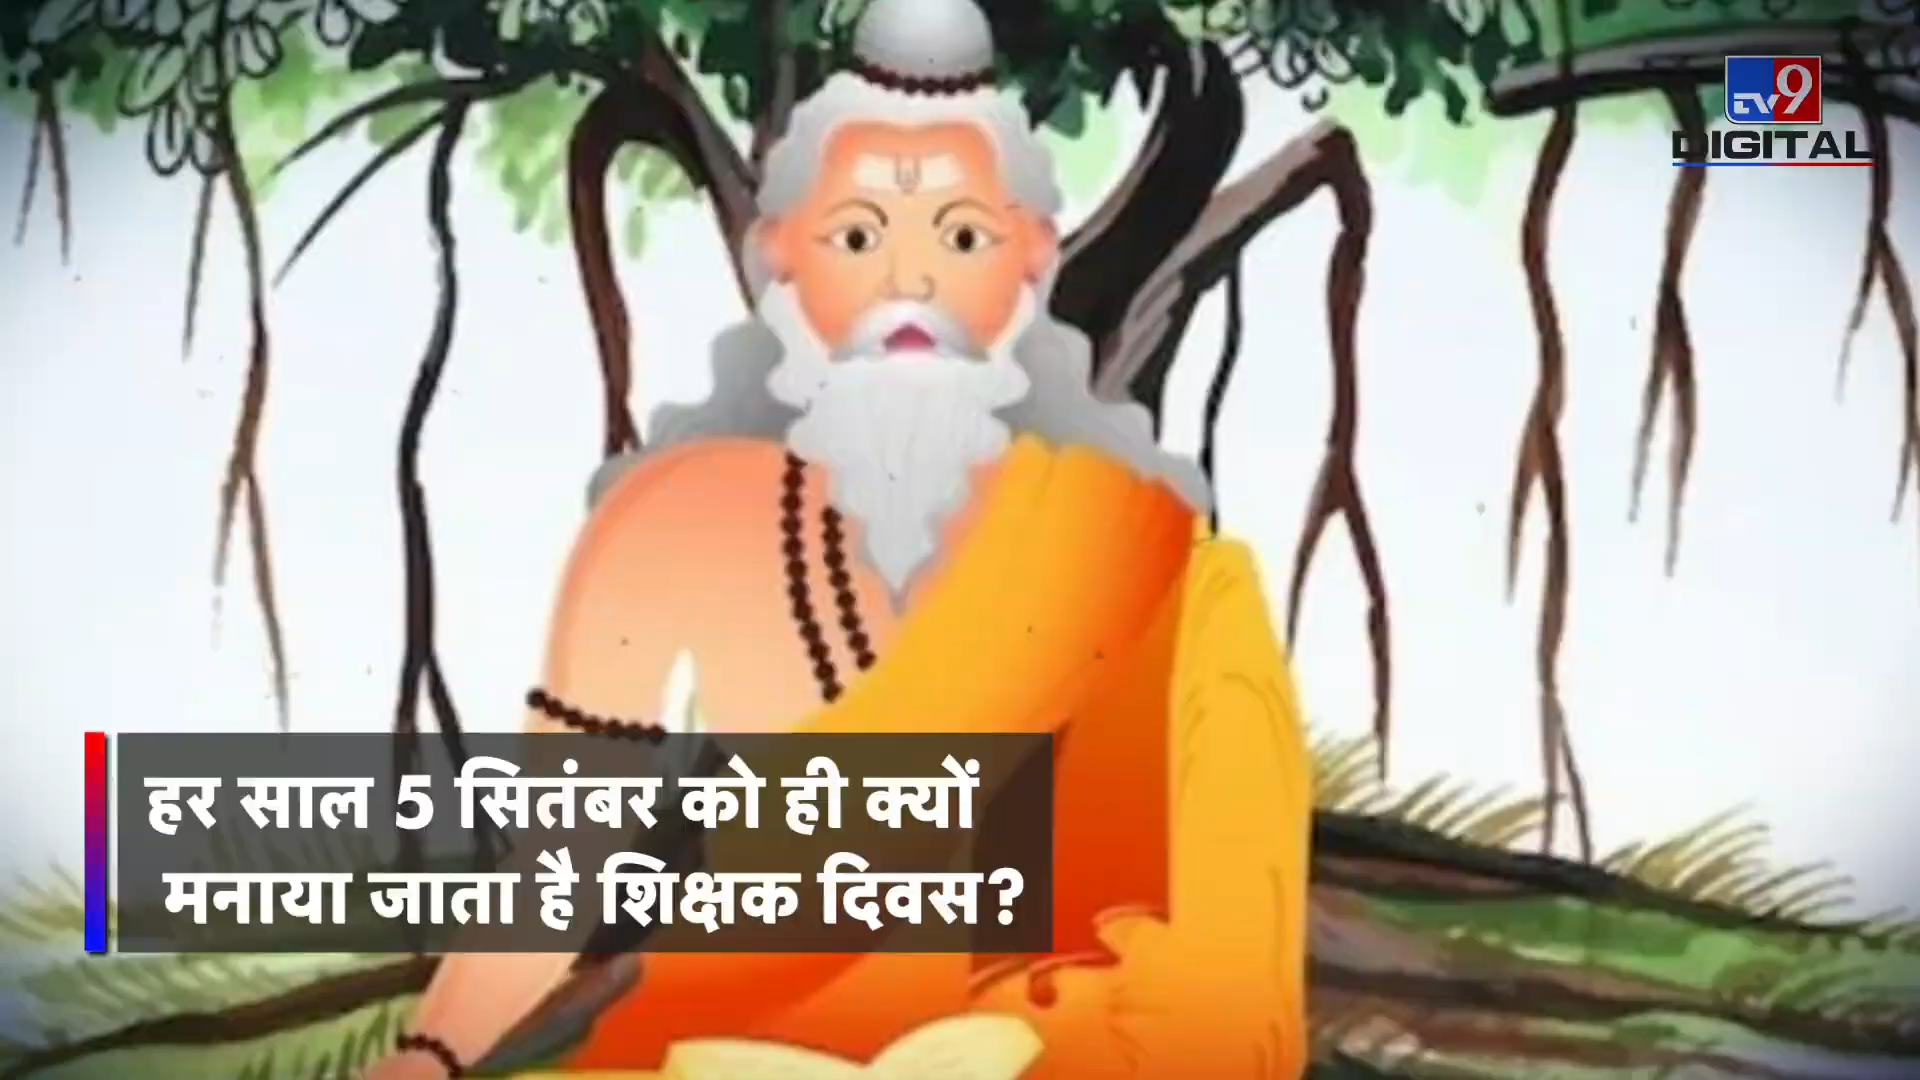 TV9
DIGITAL
हर साल 5 सितंबर को ही क्यों
मनाया जाता है शिक्षक दिवस?